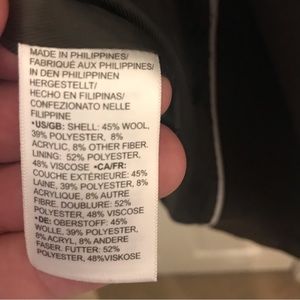 MADE IN PHILIPPINES/
FABRIQUÉ AUX PHILIPPINES/
IN DEN PHILIPPINEN
HERGESTELLT/
HECHO EN FILIPINAS/
CONFEZIONATO NELLE
FILIPPINE
•US/GB: SHELL: 45% WOOL,
39% POLYESTER, 8%
ACRYLIC, 8% OTHER FIBER.
LINING: 52% POLYESTER,
48% VISCOSE •CA/FR:
COUCHE EXTÉRIEURE: 45%
LAINE, 39% POLYESTER, 8%
ACRYLIQUE, 8% AUTRE
FIBRE. DOUBLURE: 52%
POLYESTER, 48% VISCOSE
•DE: OBERSTOFF: 45%
WOLLE, 39% POLYESTER,
8% ACRYL, 8% ANDERE
FASER. FUTTER: 52%
POLYESTER, 48%VISKOSE